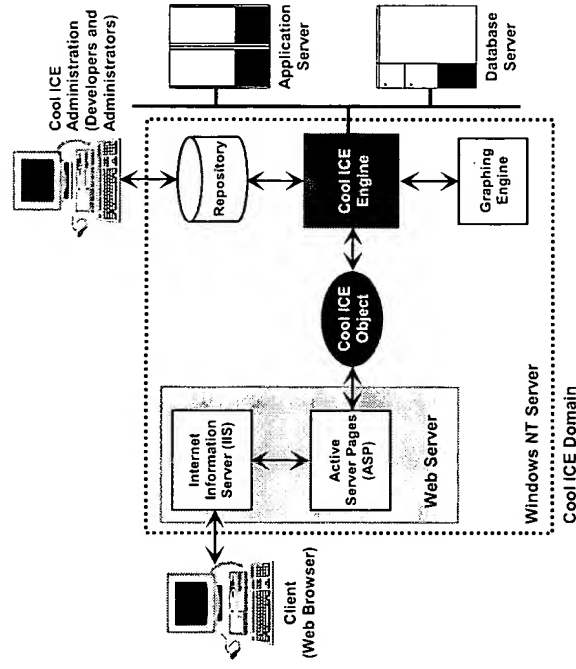 Cool ICE
Administration
(Developers and
Administrators)
Application
Server
Database
Server
Repository
Cool ICE
Engine
Graphing
Engine
Cool ICE
Object
Internet
Information
Server (IIS)
Active
Server Pages
(ASP)
Web Server
Client
(Web Browser)
Windows NT Server
Cool ICE Domain